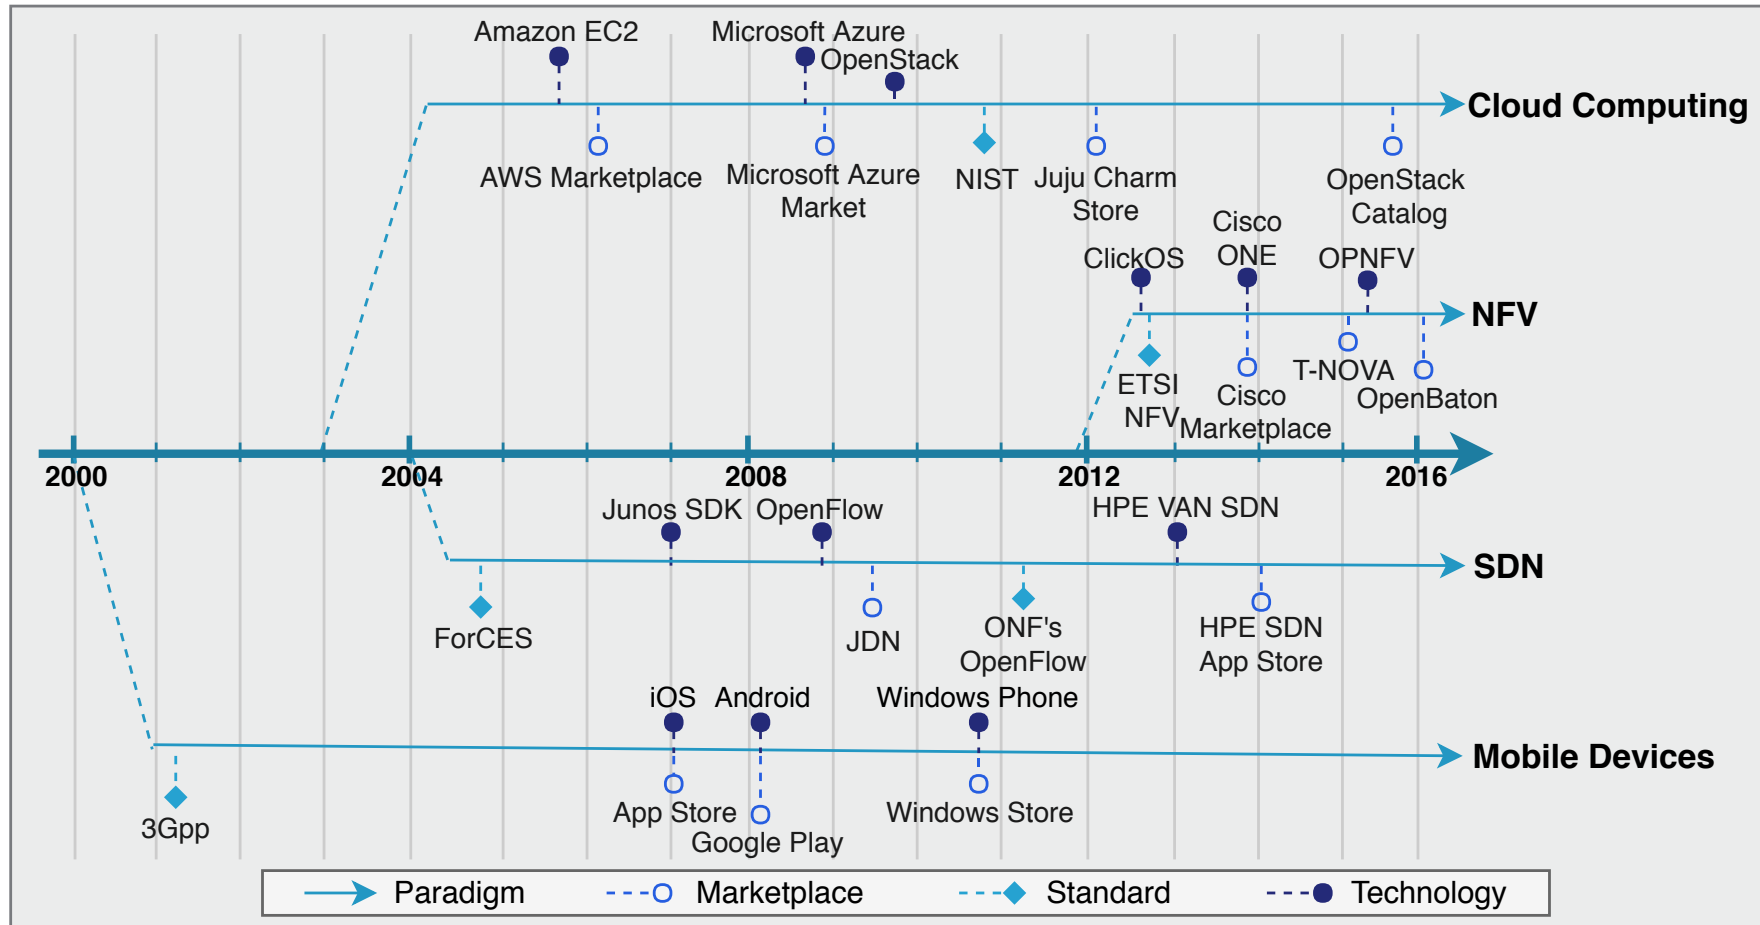 Amazon EC2
Microsoft Azure
OpenStack
Cloud Computing
AWS Marketplace
Microsoft Azure
Market
NIST
Juju Charm
Store
OpenStack
Catalog
ClickOS
Cisco
ONE
OPNFV
NFV
ETSI
NFV
Cisco
Marketplace
T-NOVA
OpenBaton
2000
2004
2008
2012
2016
Junos SDK
OpenFlow
HPE VAN SDN
SDN
ForCES
JDN
ONF's
OpenFlow
HPE SDN
App Store
iOS
Android
Windows Phone
Mobile Devices
3Gpp
App Store
Google Play
Windows Store
Paradigm
Marketplace
Standard
Technology